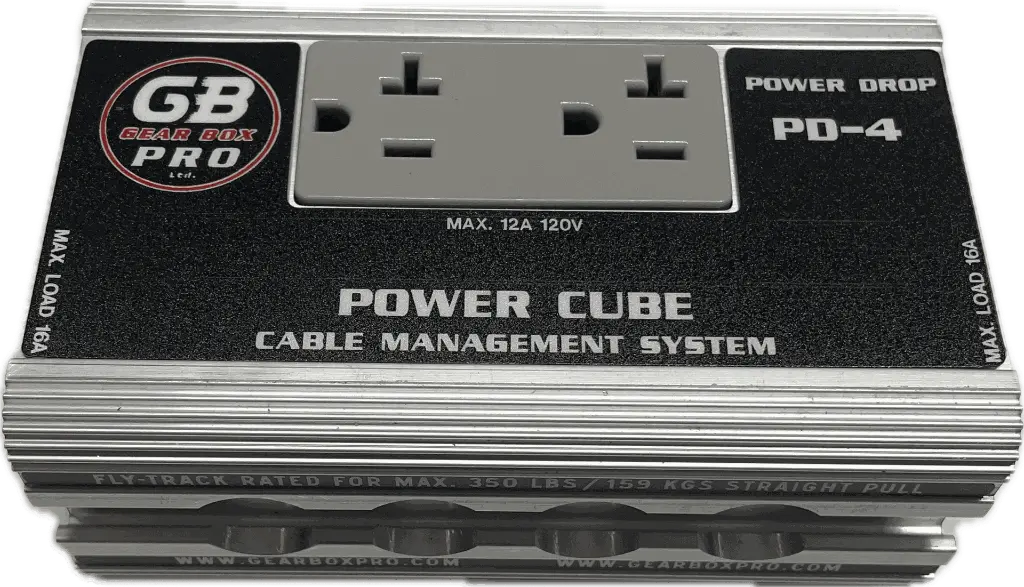 GB
GEAR BOX
PRO
Ltd.
POWER DROP
PD-4
MAX. 12A 120V
MAX. LOAD 16A
MAX. LOAD 16A
POWER CUBE
CABLE MANAGEMENT SYSTEM
FLY-TRACK RATED FOR MAX. 350 LBS/159 KGS STRAIGHT PULL
WWW.GEARBOXPRO.COM WWW.GEARBOXPRO.COM